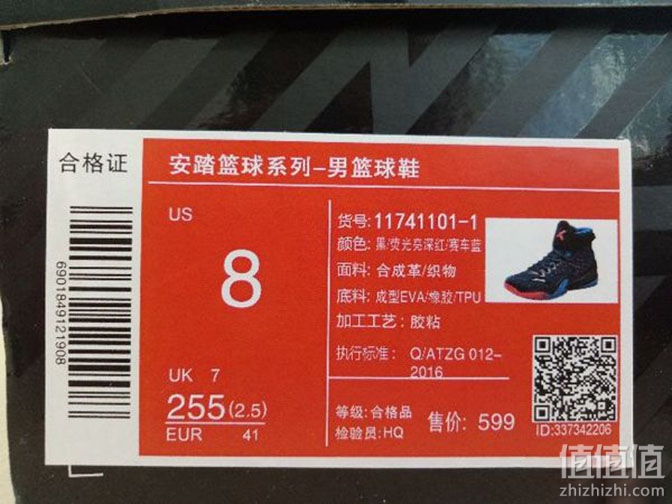 合格证
6901849121908
安踏篮球系列-男篮球鞋
US
8
UK 7
255(2.5)
EUR 41
货号:11741101-1
颜色: 黑/荧光亮深红/赛车蓝
面料: 合成革/织物
底料: 成型EVA/橡胶/TPU
加工工艺: 胶粘
执行标准: Q/ATZG 012-
2016
等级:合格品
检验员:HQ
售价: 599
ID:337342206
值值值
zhizhizhi.com